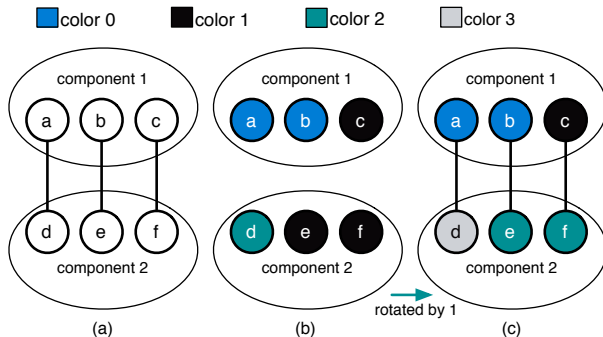 color 0 color 1 color 2 color 3
component 1 component 1 component 1
a b c a b c a b c
d e f d e f d e f
component 2 component 2 component 2
rotated by 1
(a) (b) (c)